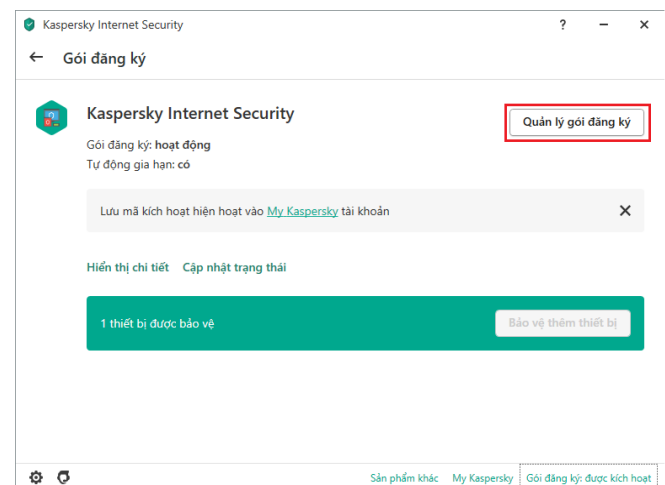 Kaspersky Internet Security
?
Gói đăng ký
Kaspersky Internet Security
Quản lý gói đăng ký
Gói đăng ký: hoạt động
Tự động gia hạn: có
Lưu mã kích hoạt hiện hoạt vào My Kaspersky tài khoản
Hiển thị chi tiết Cập nhật trạng thái
1 thiết bị được bảo vệ
Bảo vệ thêm thiết bị
Sản phẩm khác My Kaspersky Gói đăng ký: được kích hoạt